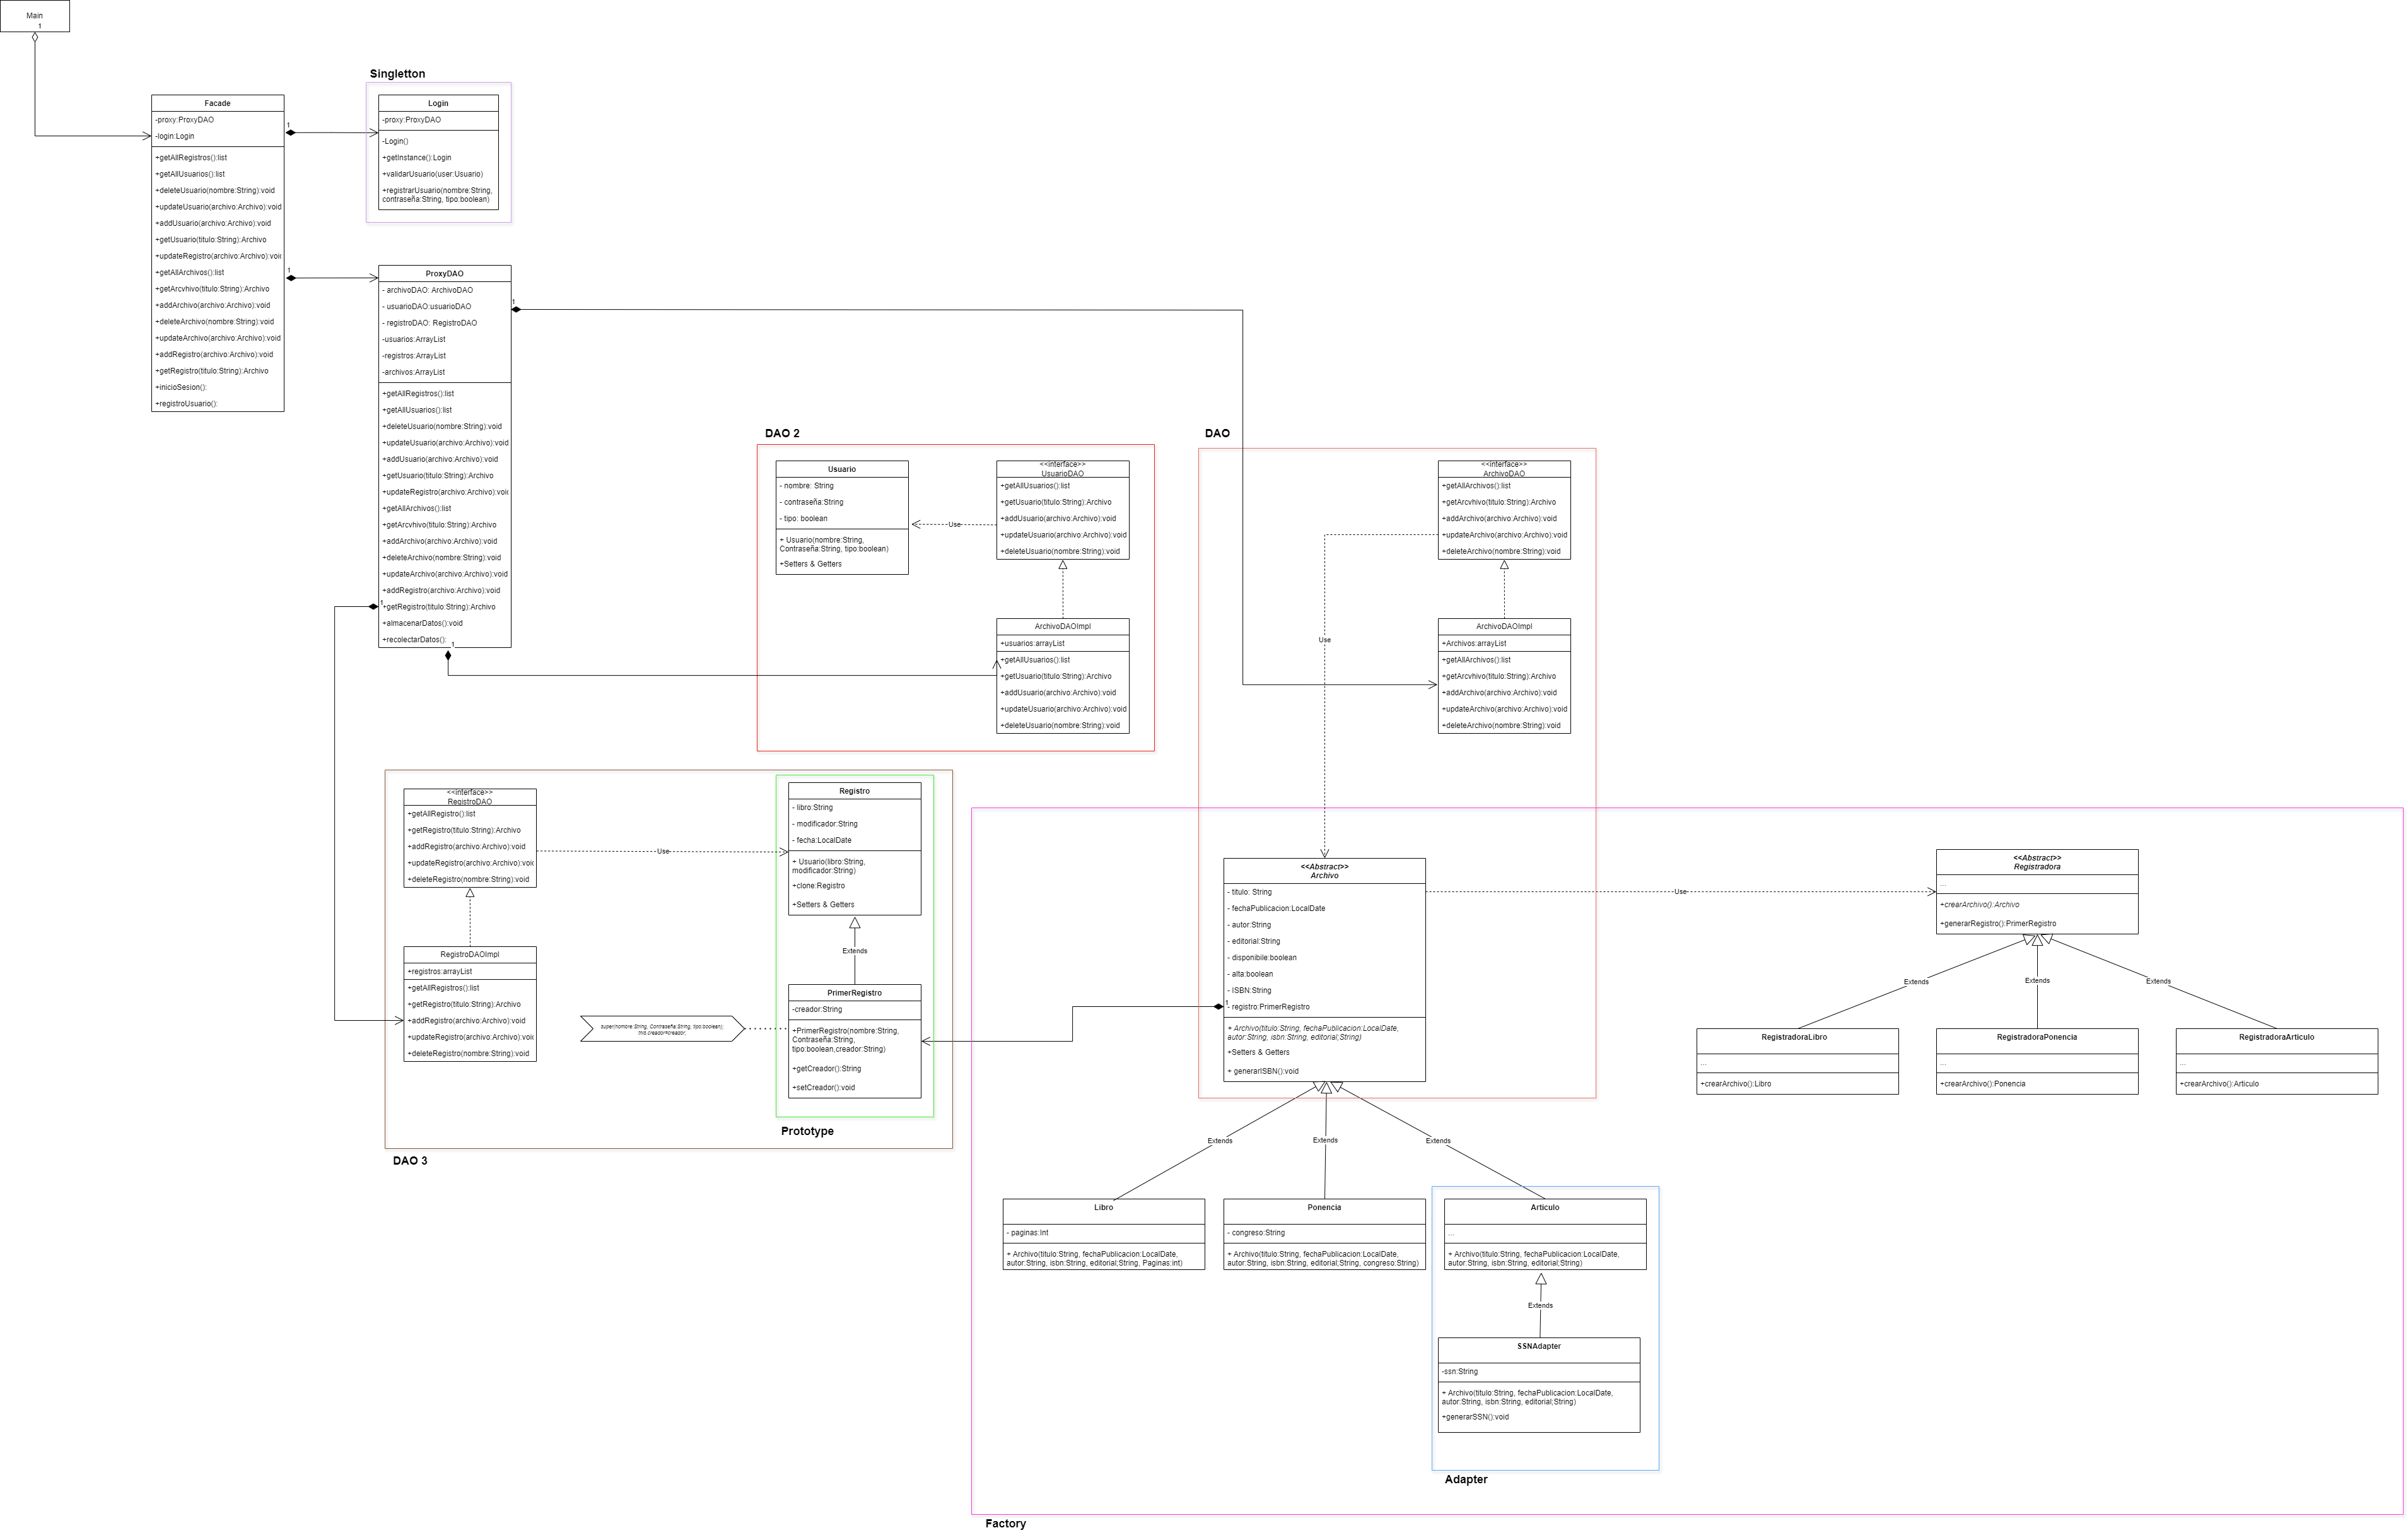 Main
1
Singletton
Facade
-proxy:ProxyDAO
-login:Login
+getAllRegistros():list
+getAllUsuarios():list
+deleteUsuario(nombre:String):void
+updateUsuario(archivo:Archivo):void
+addUsuario(archivo:Archivo):void
+getUsuario(titulo:String):Archivo
+updateRegistro(archivo:Archivo):void
+getAllArchivos():list
+getArcvhivo(titulo:String):Archivo
+addArchivo(archivo:Archivo):void
+deleteArchivo(nombre:String):void
+updateArchivo(archivo:Archivo):void
+addRegistro(archivo:Archivo):void
+getRegistro(titulo:String):Archivo
+inicioSesion():
+registroUsuario():
1
1
Login
-proxy:ProxyDAO
-Login()
+getInstance():Login
+validarUsuario(user:Usuario)
+registrarUsuario(nombre:String,
contraseña:String, tipo:boolean)
ProxyDAO
- archivoDAO: ArchivoDAO
- usuarioDAO:usuarioDAO
- registroDAO: RegistroDAO
-usuarios:ArrayList
-registros:ArrayList
-archivos:ArrayList
+getAllRegistros():list
+getAllUsuarios():list
+deleteUsuario(nombre:String):void
+updateUsuario(archivo:Archivo):void
+addUsuario(archivo:Archivo):void
+getUsuario(titulo:String):Archivo
+updateRegistro(archivo:Archivo):void
+getAllArchivos():list
+getArcvhivo(titulo:String):Archivo
+addArchivo(archivo:Archivo):void
+deleteArchivo(nombre:String):void
+updateArchivo(archivo:Archivo):void
+addRegistro(archivo:Archivo):void
+getRegistro(titulo:String):Archivo
+almacenarDatos():void
+recolectarDatos():
1
1
1
DAO 2
Usuario
- nombre: String
- contraseña:String
- tipo: boolean
+ Usuario(nombre:String,
Contraseña:String, tipo:boolean)
+Setters & Getters
Use
<<interface>>
UsuarioDAO
+getAllUsuarios():list
+getUsuario(titulo:String):Archivo
+addUsuario(archivo:Archivo):void
+updateUsuario(archivo:Archivo):void
+deleteUsuario(nombre:String):void
ArchivoDAOImpl
+usuarios:arrayList
+getAllUsuarios():list
+getUsuario(titulo:String):Archivo
+addUsuario(archivo:Archivo):void
+updateUsuario(archivo:Archivo):void
+deleteUsuario(nombre:String):void
DAO
<<interface>>
ArchivoDAO
+getAllArchivos():list
+getArcvhivo(titulo:String):Archivo
+addArchivo(archivo:Archivo):void
+updateArchivo(archivo:Archivo):void
+deleteArchivo(nombre:String):void
Use
ArchivoDAOImpl
+Archivos:arrayList
+getAllArchivos():list
+getArcvhivo(titulo:String):Archivo
+addArchivo(archivo:Archivo):void
+updateArchivo(archivo:Archivo):void
+deleteArchivo(nombre:String):void
<<interface>>
RegistroDAO
+getAllRegistro():list
+getRegistro(titulo:String):Archivo
+addRegistro(archivo:Archivo):void
+updateRegistro(archivo:Archivo):void
+deleteRegistro(nombre:String):void
Use
RegistroDAOImpl
+registros:arrayList
+getAllRegistros():list
+getRegistro(titulo:String):Archivo
+addRegistro(archivo:Archivo):void
+updateRegistro(archivo:Archivo):void
+deleteRegistro(nombre:String):void
Registro
- libro:String
- modificador:String
- fecha:LocalDate
+ Usuario(libro:String,
modificador:String)
+clone:Registro
+Setters & Getters
Extends
PrimerRegistro
-creador:String
+PrimerRegistro(nombre:String,
Contraseña:String,
tipo:boolean,creador:String)
+getCreador():String
+setCreador():void
super(nombre:String, Contraseña:String, tipo:boolean);
this.creador=creador;
Prototype
DAO 3
<<Abstract>>
Archivo
- titulo: String
- fechaPublicacion:LocalDate
- autor:String
- editorial:String
- disponibile:boolean
- alta:boolean
- ISBN:String
- registro:PrimerRegistro
1
+ Archivo(titulo:String, fechaPublicacion:LocalDate,
autor:String, isbn:String, editorial;String)
+Setters & Getters
+ generarISBN():void
Use
<<Abstract>>
Registradora
...
+crearArchivo():Archivo
+generarRegistro():PrimerRegistro
Extends
Extends
Extends
RegistradoraLibro
...
+crearArchivo():Libro
RegistradoraPonencia
...
+crearArchivo():Ponencia
RegistradoraArticulo
...
+crearArchivo():Articulo
Extends
Extends
Extends
Libro
- paginas:Int
+ Archivo(titulo:String, fechaPublicacion:LocalDate,
autor:String, isbn:String, editorial;String, Paginas:int)
Ponencia
- congreso:String
+ Archivo(titulo:String, fechaPublicacion:LocalDate,
autor:String, isbn:String, editorial;String, congreso:String)
Articulo
...
+ Archivo(titulo:String, fechaPublicacion:LocalDate,
autor:String, isbn:String, editorial;String)
Extends
SSNAdapter
-ssn:String
+ Archivo(titulo:String, fechaPublicacion:LocalDate,
autor:String, isbn:String, editorial;String)
+generarSSN():void
Adapter
Factory